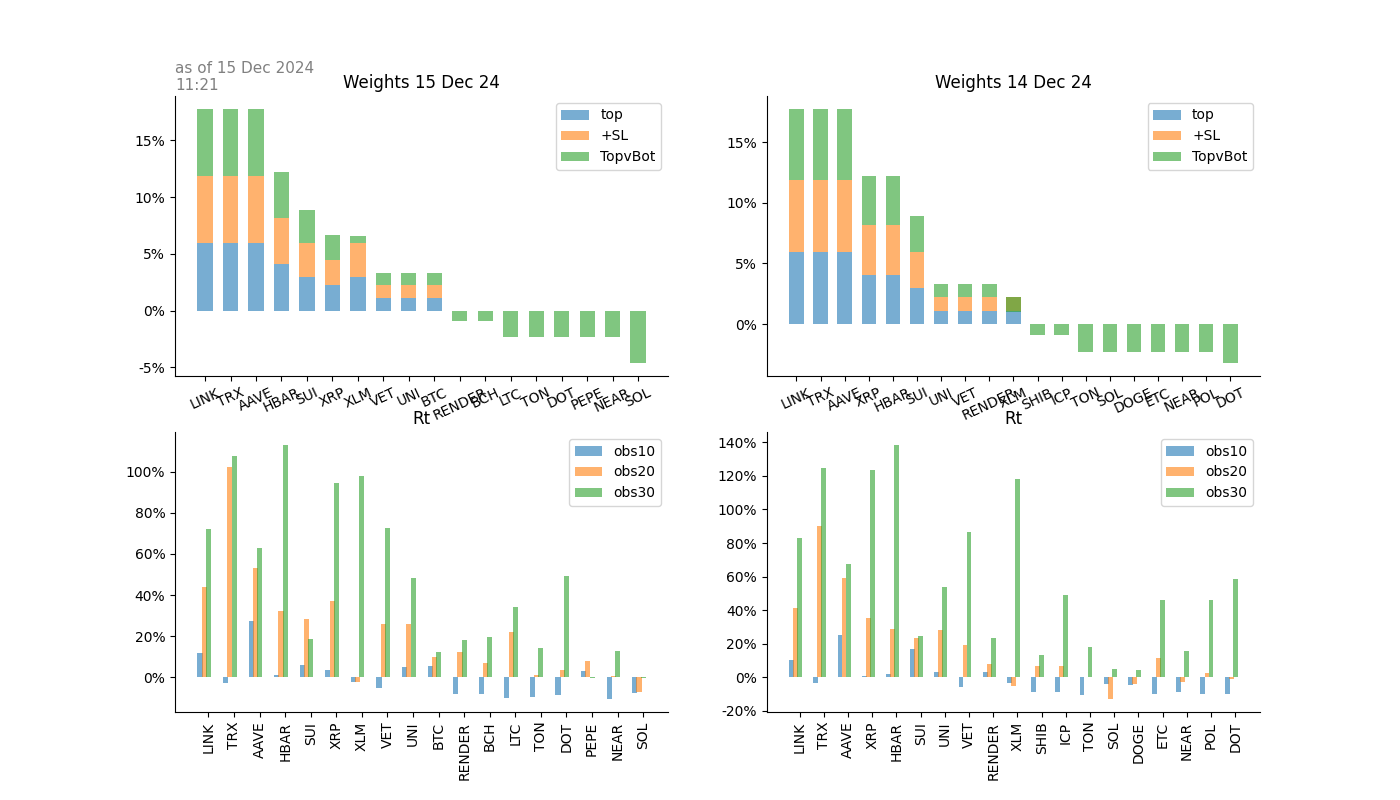 as of 15 Dec 2024
11:21
Weights 15 Dec 24
15%
10%
5%
0%
-5%
top
+SL
TopvBot
LINK TRX AAVE HBAR SUI XRP XLM VET UNI BTC RENDER BCH LTC TON DOT PEPE NEAR SOL
Weights 14 Dec 24
15%
10%
5%
0%
top
+SL
TopvBot
LINK TRX AAVE XRP HBAR SUI UNI VET RENDER XLM SHIB ICP TON SOL DOGE ETC NEAR POL DOT
Rt
100%
80%
60%
40%
20%
0%
obs10
obs20
obs30
LINK TRX AAVE HBAR SUI XRP XLM VET UNI BTC RENDER BCH LTC TON DOT PEPE NEAR SOL
Rt
140%
120%
100%
80%
60%
40%
20%
0%
-20%
obs10
obs20
obs30
LINK TRX AAVE XRP HBAR SUI UNI VET RENDER XLM SHIB ICP TON SOL DOGE ETC NEAR POL DOT